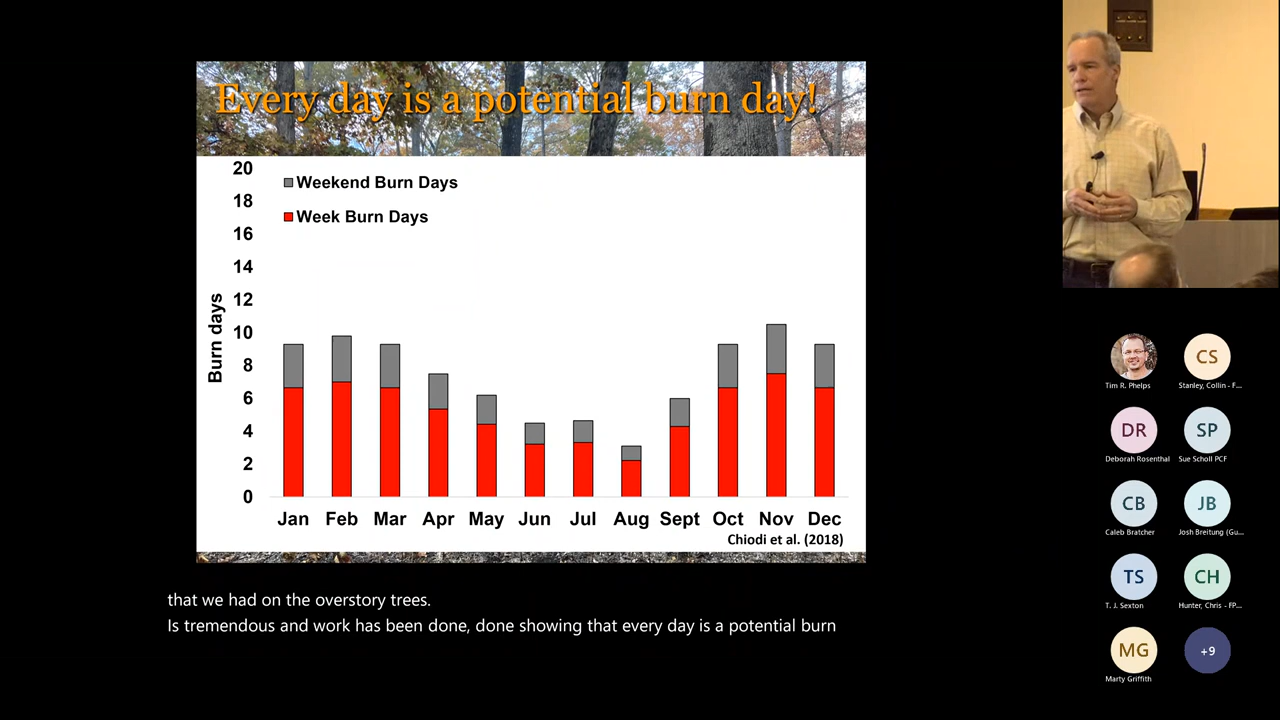 Every day is a potential burn day!
20
18
16
14
12
10
8
6
4
2
0
Burn days
Weekend Burn Days
Week Burn Days
Jan Feb Mar Apr May Jun Jul Aug Sept Oct Nov Dec
Chiodi et al. (2018)
that we had on the overstory trees.
Is tremendous and work has been done, done showing that every day is a potential burn
Tim R. Phelps
CS
Stanley, Collin - F...
DR
Deborah Rosenthal
SP
Sue Scholl PCF
CB
Caleb Bratcher
JB
Josh Breitung (Gu...
TS
T. J. Sexton
CH
Hunter, Chris - FP...
MG
Marty Griffith
+9